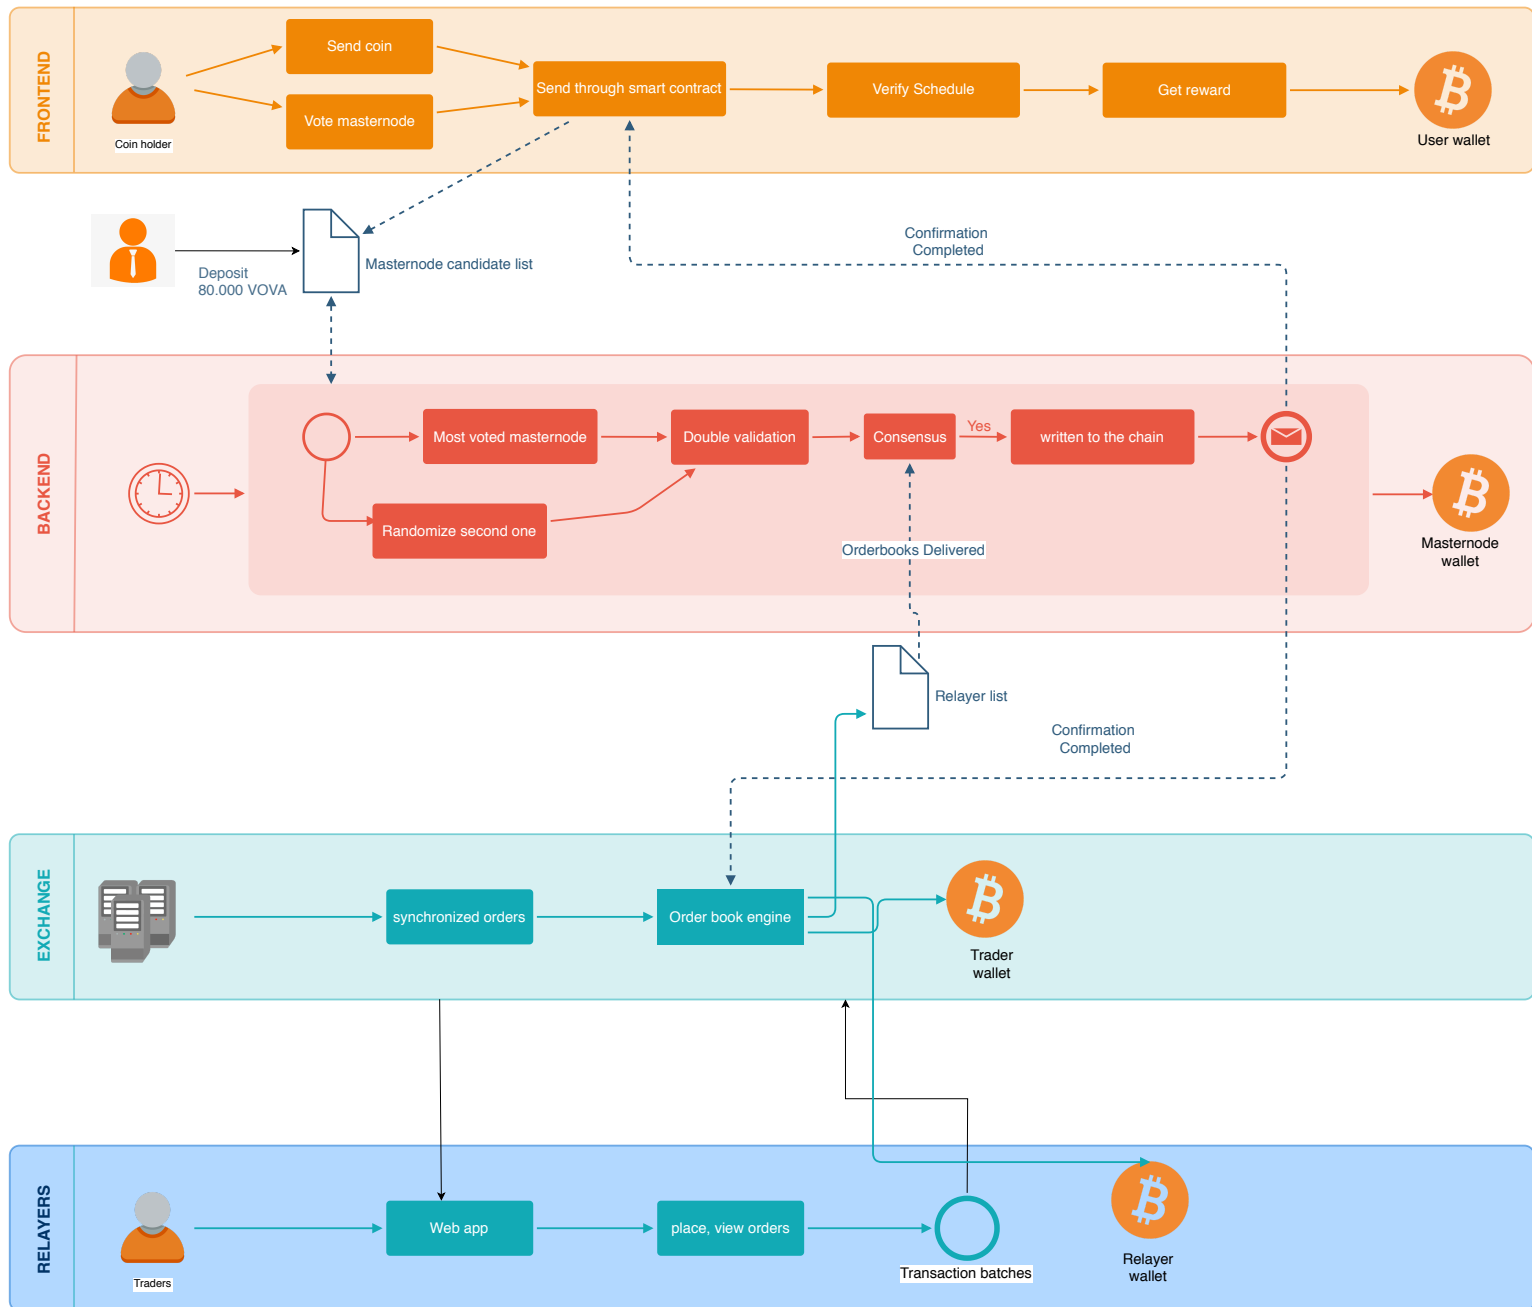 FRONTEND
Coin holder
Send coin
Vote masternode
Send through smart contract
Verify Schedule
Get reward
User wallet
Deposit
80.000 VOVA
Masternode candidate list
Confirmation
Completed
BACKEND
Most voted masternode
Double validation
Consensus
Yes
written to the chain
Randomize second one
Orderbooks Delivered
Masternode
wallet
Relayer list
Confirmation
Completed
EXCHANGE
synchronized orders
Order book engine
Trader
wallet
RELAYERS
Traders
Web app
place, view orders
Transaction batches
Relayer
wallet